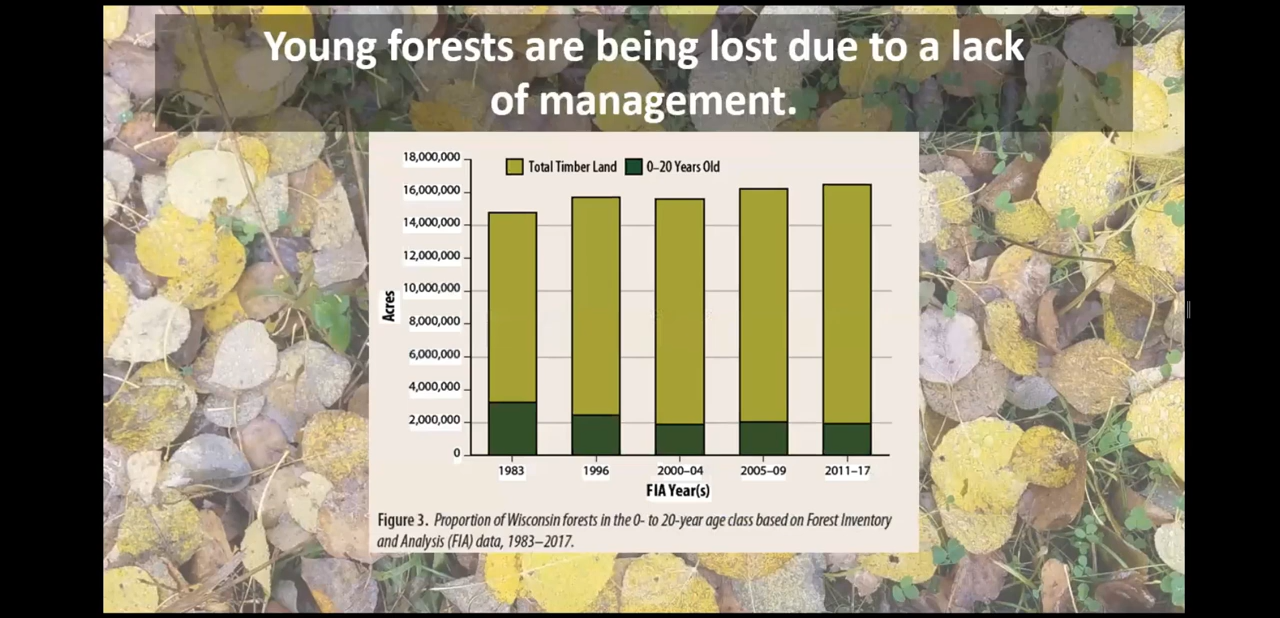 Young forests are being lost due to a lack
of management.
Total Timber Land
0–20 Years Old
18,000,000
16,000,000
14,000,000
12,000,000
10,000,000
8,000,000
6,000,000
4,000,000
2,000,000
0
Acres
1983
1996
2000–04
2005–09
2011–17
FIA Year(s)
Figure 3. Proportion of Wisconsin forests in the 0- to 20-year age class based on Forest Inventory
and Analysis (FIA) data, 1983–2017.